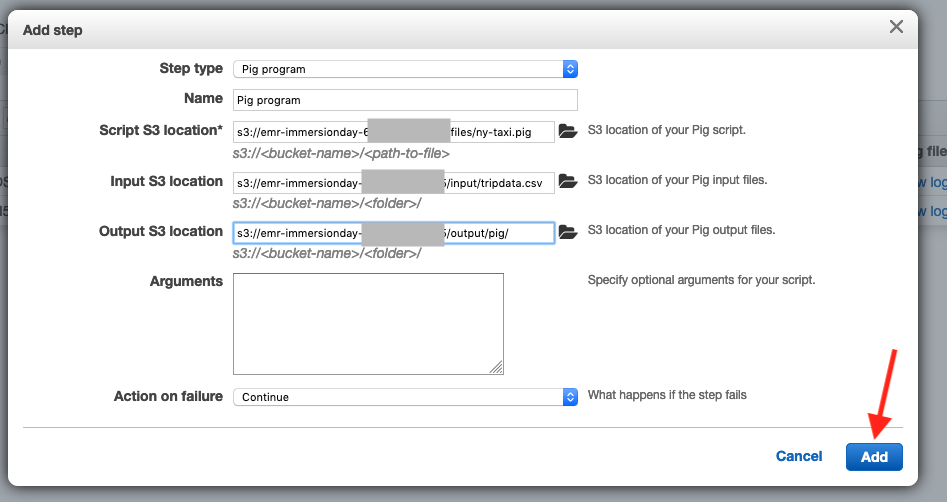 Add step
Step type Pig program
Name Pig program
Script S3 location* s3://emr-immersionday- files/ny-taxi.pig S3 location of your Pig script.
s3://<bucket-name>/<path-to-file>
Input S3 location s3://emr-immersionday- /input/tripdata.csv S3 location of your Pig input files.
s3://<bucket-name>/<folder>/
Output S3 location s3://emr-immersionday- /output/pig/ S3 location of your Pig output files.
s3://<bucket-name>/<folder>/
Arguments Specify optional arguments for your script.
Action on failure Continue What happens if the step fails
Cancel Add